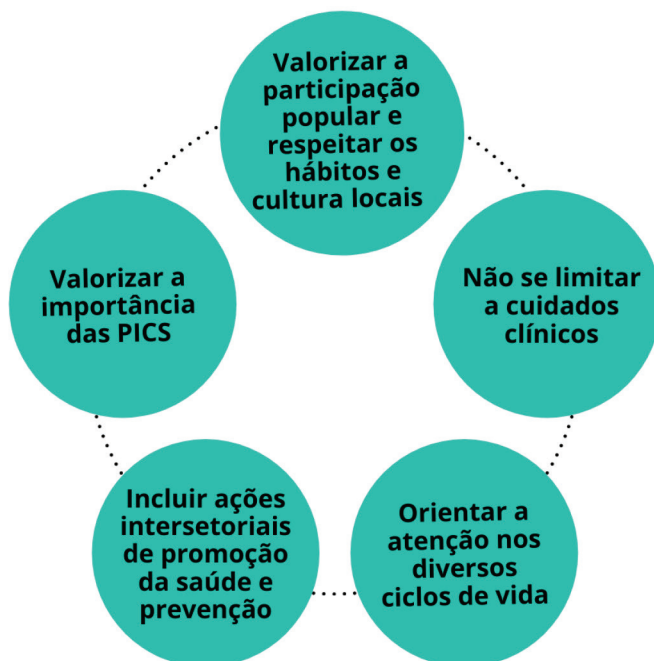 Valorizar a
participação
popular e
respeitar os
hábitos e
cultura locais
Não se limitar
a cuidados
clínicos
Orientar a
atenção nos
diversos
ciclos de vida
Incluir ações
intersetoriais
de promoção
da saúde e
prevenção
Valorizar a
importância
das PICS